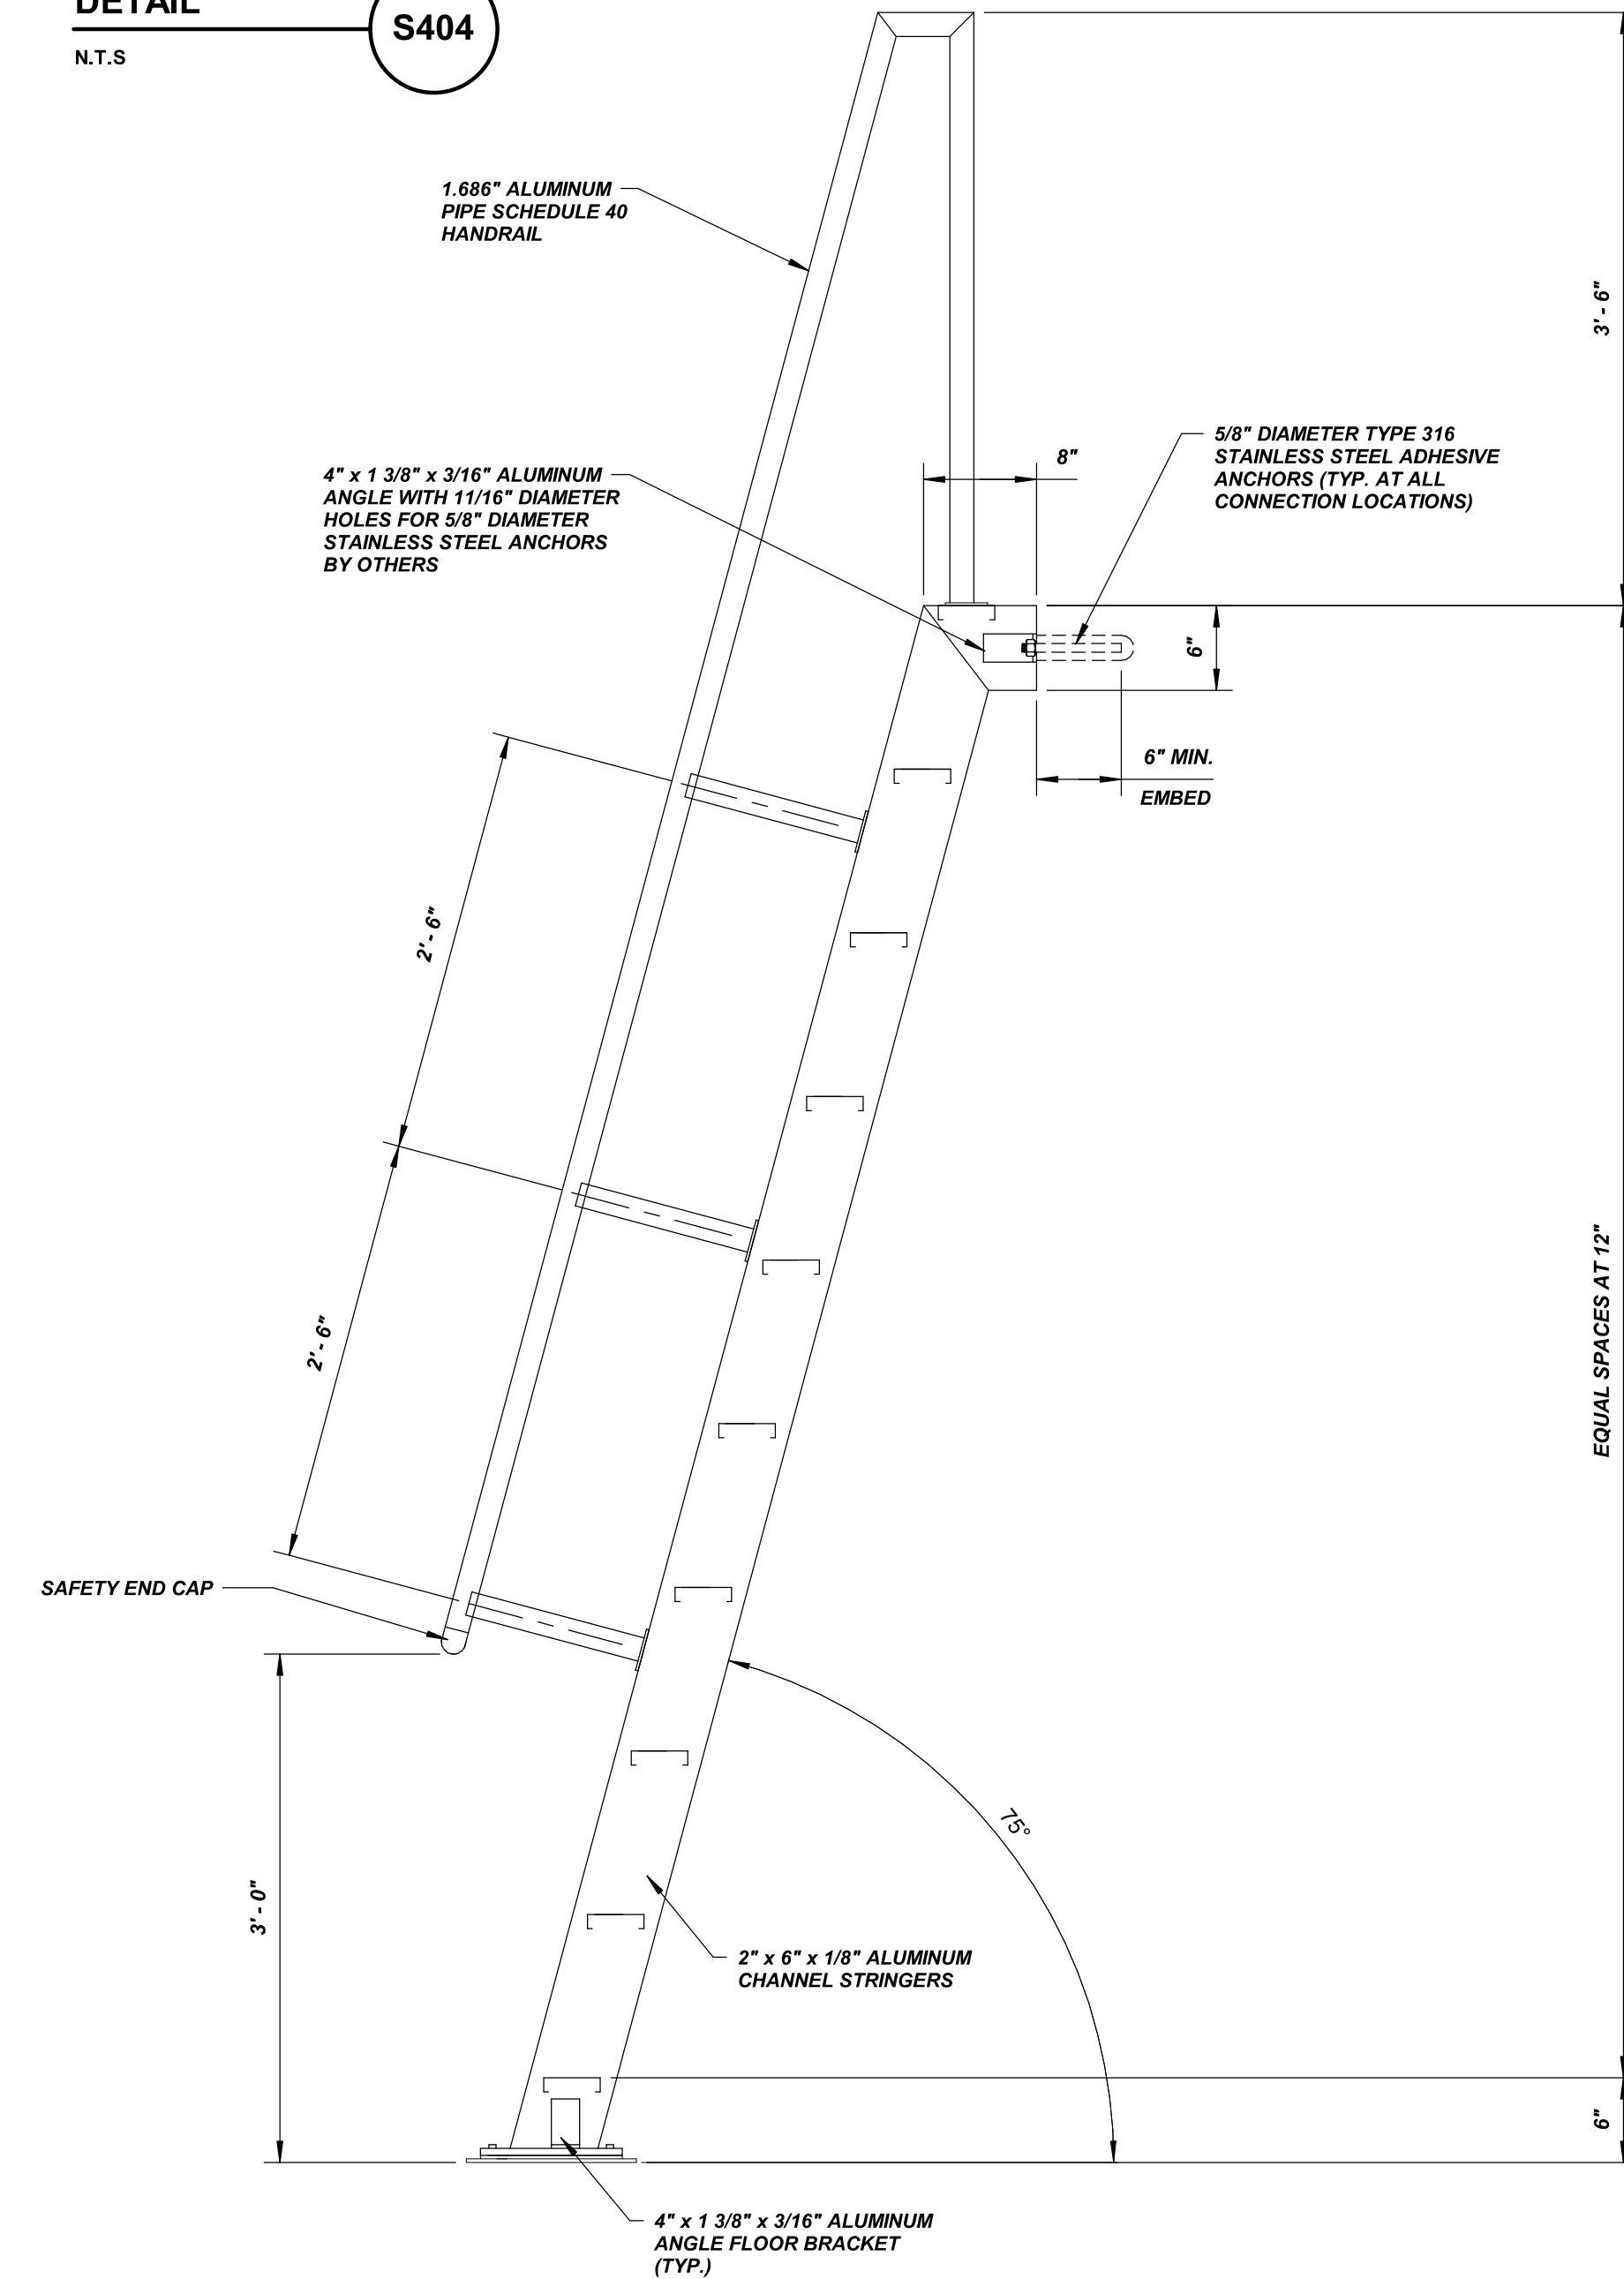 DETAIL
S404
N.T.S
1.686" ALUMINUM
PIPE SCHEDULE 40
HANDRAIL
3' - 6"
5/8" DIAMETER TYPE 316
STAINLESS STEEL ADHESIVE
ANCHORS (TYP. AT ALL
CONNECTION LOCATIONS)
8"
4" x 1 3/8" x 3/16" ALUMINUM
ANGLE WITH 11/16" DIAMETER
HOLES FOR 5/8" DIAMETER
STAINLESS STEEL ANCHORS
BY OTHERS
6"
6" MIN.
EMBED
2' - 6"
EQUAL SPACES AT 12"
2' - 6"
SAFETY END CAP
75°
3' - 0"
2" x 6" x 1/8" ALUMINUM
CHANNEL STRINGERS
6"
4" x 1 3/8" x 3/16" ALUMINUM
ANGLE FLOOR BRACKET
(TYP.)